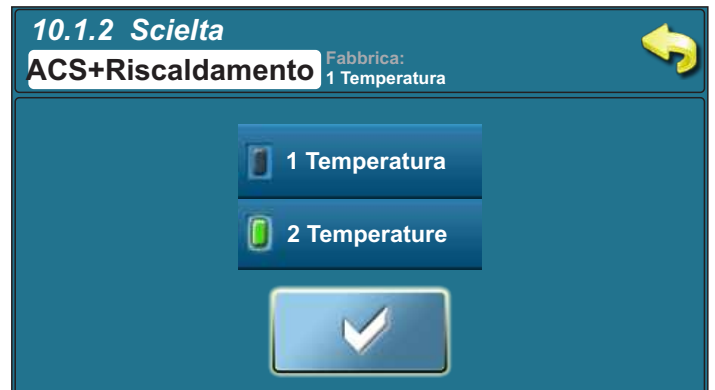 10.1.2 Scielta
ACS+Riscaldamento
Fabbrica:
1 Temperatura
1 Temperatura
2 Temperature